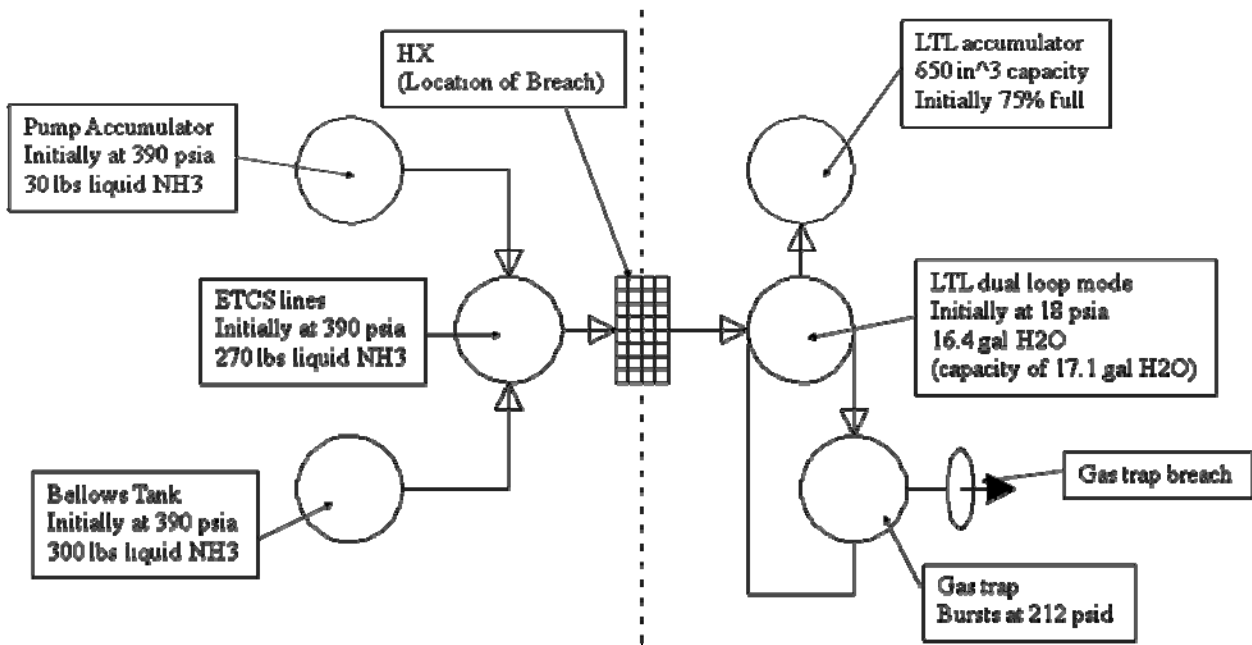 HX
(Location of Breach)
LTL accumulator
650 in^3 capacity
Initially 75% full
Pump Accumulator
Initially at 390 psia
30 lbs liquid NH3
ETCS lines
Initially at 390 psia
270 lbs liquid NH3
LTL dual loop mode
Initially at 18 psia
16.4 gal H2O
(capacity of 17.1 gal H2O)
Bellows Tank
Initially at 390 psia
300 lbs liquid NH3
Gas trap breach
Gas trap
Bursts at 212 psid